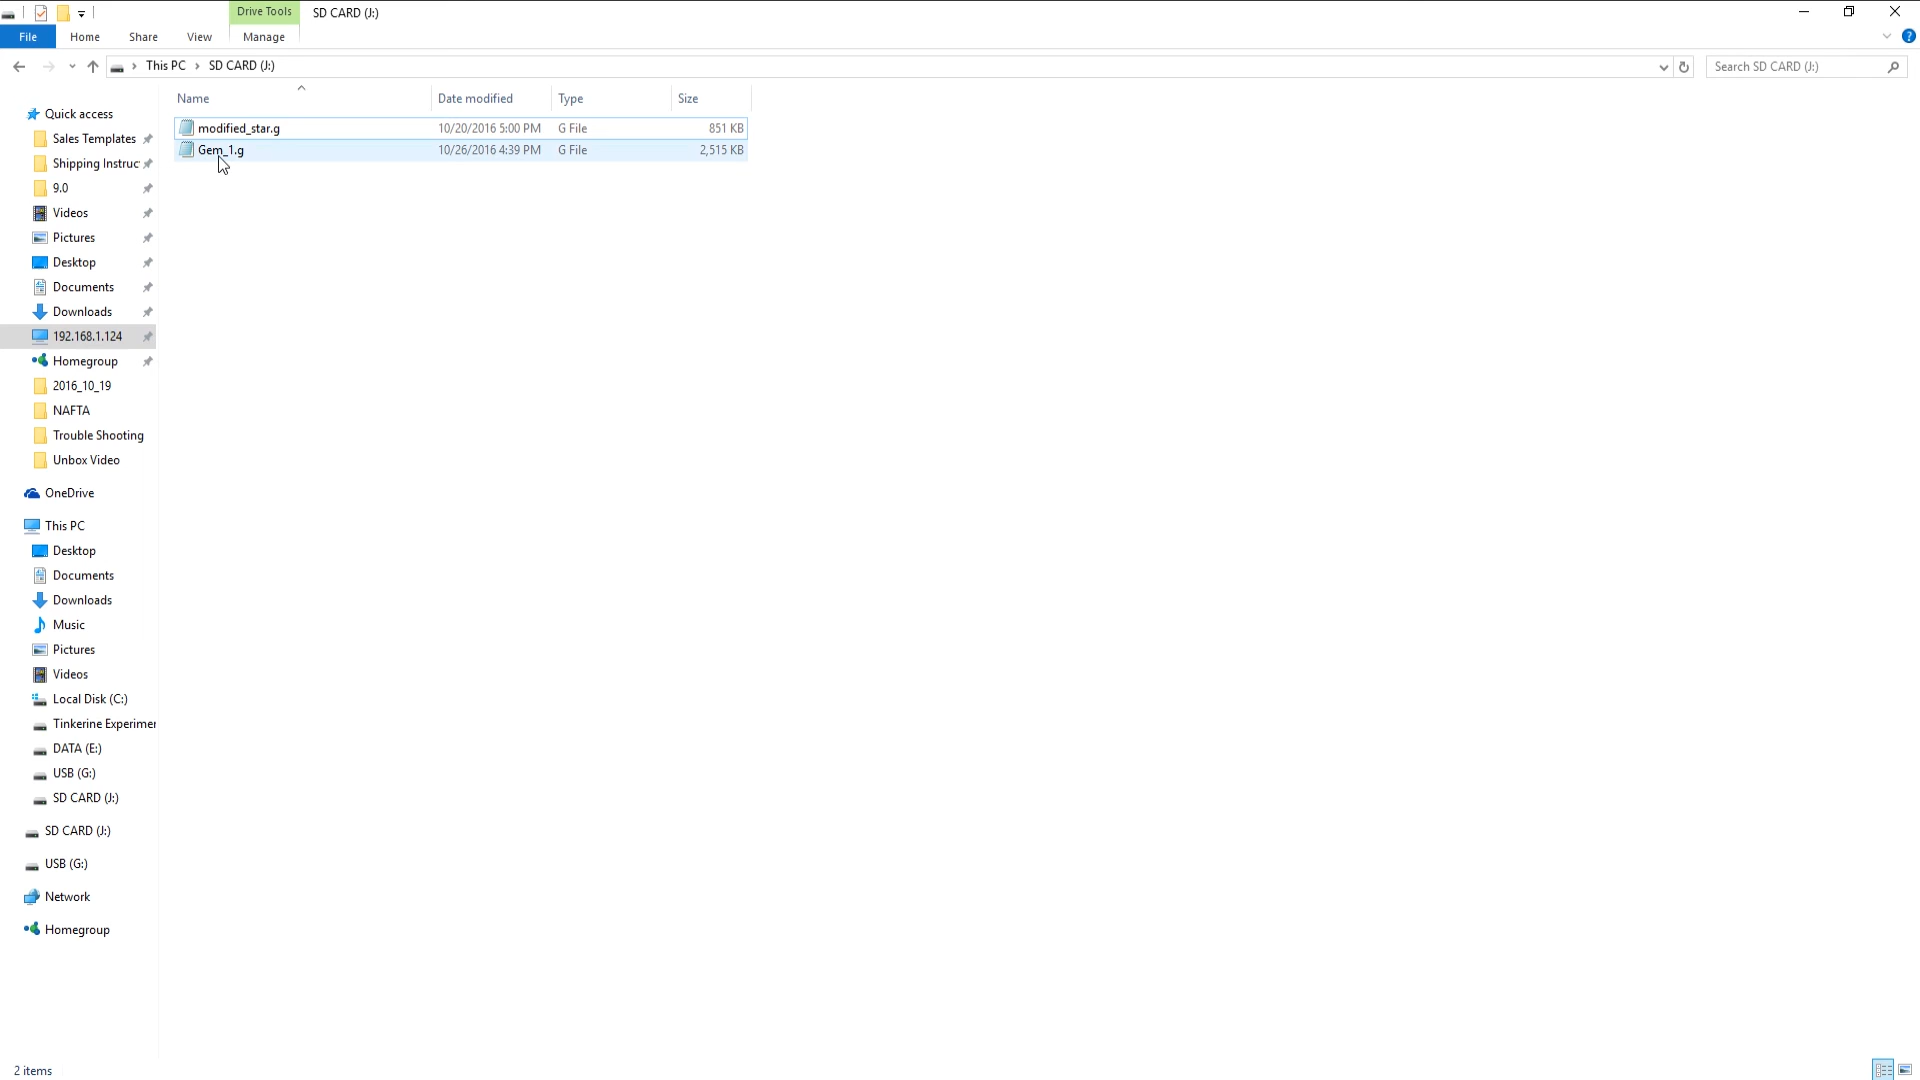 Drive Tools
SD CARD (J:)
File
Home
Share
View
Manage
This PC
SD CARD (J:)
Search SD CARD (J:)
Name
Date modified
Type
Size
modified_star.g 10/20/2016 5:00 PM G File 851 KB
Gem_1.g 10/26/2016 4:39 PM G File 2,515 KB
Quick access
Sales Templates
Shipping Instruc
9.0
Videos
Pictures
Desktop
Documents
Downloads
192.168.1.124
Homegroup
2016_10_19
NAFTA
Trouble Shooting
Unbox Video
OneDrive
This PC
Desktop
Documents
Downloads
Music
Pictures
Videos
Local Disk (C:)
Tinkerine Experimer
DATA (E:)
USB (G:)
SD CARD (J:)
SD CARD (J:)
USB (G:)
Network
Homegroup
2 items